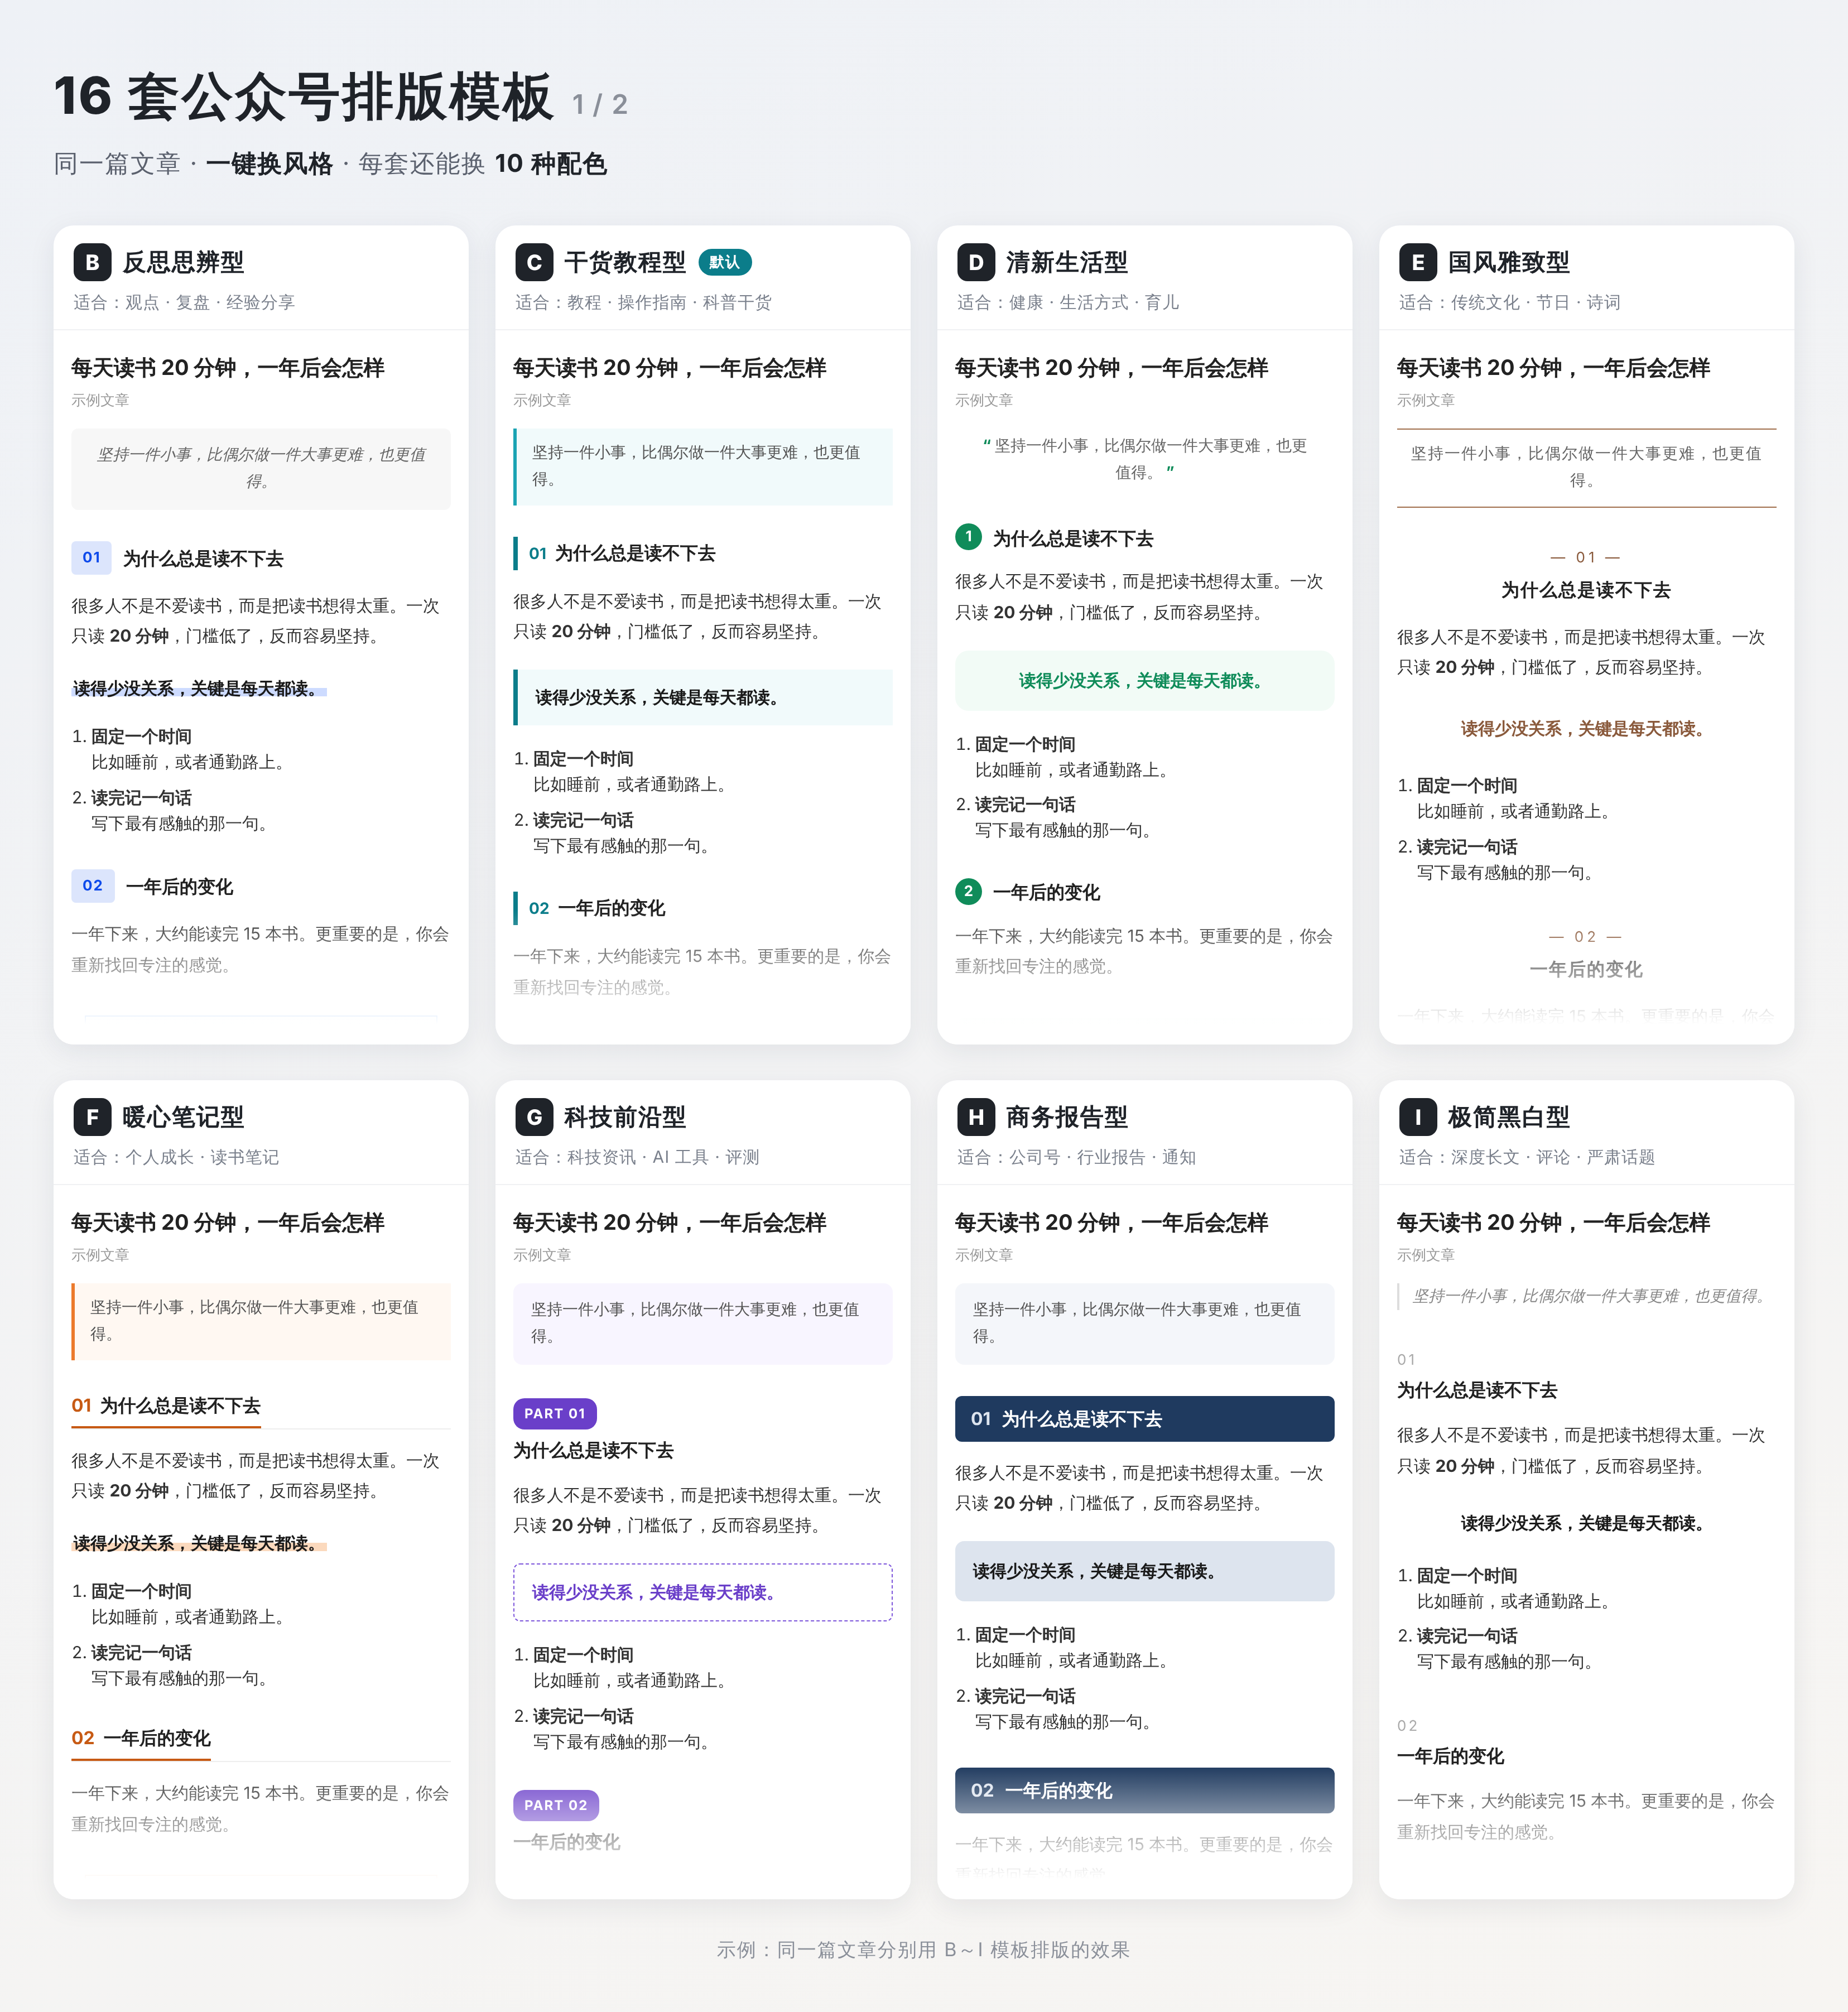 16 套公众号排版模板 1 / 2
同一篇文章 · 一键换风格 · 每套还能换 10 种配色
B 反思思辨型
适合：观点 · 复盘 · 经验分享
每天读书 20 分钟，一年后会怎样
示例文章
坚持一件小事，比偶尔做一件大事更难，也更值
得。
01 为什么总是读不下去
很多人不是不爱读书，而是把读书想得太重。一次
只读 20 分钟，门槛低了，反而容易坚持。
读得少没关系，关键是每天都读。
1. 固定一个时间
比如睡前，或者通勤路上。
2. 读完记一句话
写下最有感触的那一句。
02 一年后的变化
一年下来，大约能读完 15 本书。更重要的是，你会
重新找回专注的感觉。
C 干货教程型 默认
适合：教程 · 操作指南 · 科普干货
每天读书 20 分钟，一年后会怎样
示例文章
坚持一件小事，比偶尔做一件大事更难，也更值
得。
01 为什么总是读不下去
很多人不是不爱读书，而是把读书想得太重。一次
只读 20 分钟，门槛低了，反而容易坚持。
读得少没关系，关键是每天都读。
1. 固定一个时间
比如睡前，或者通勤路上。
2. 读完记一句话
写下最有感触的那一句。
02 一年后的变化
一年下来，大约能读完 15 本书。更重要的是，你会
重新找回专注的感觉。
D 清新生活型
适合：健康 · 生活方式 · 育儿
每天读书 20 分钟，一年后会怎样
示例文章
“ 坚持一件小事，比偶尔做一件大事更难，也更
值得。 ”
1 为什么总是读不下去
很多人不是不爱读书，而是把读书想得太重。一次
只读 20 分钟，门槛低了，反而容易坚持。
读得少没关系，关键是每天都读。
1. 固定一个时间
比如睡前，或者通勤路上。
2. 读完记一句话
写下最有感触的那一句。
2 一年后的变化
一年下来，大约能读完 15 本书。更重要的是，你会
重新找回专注的感觉。
E 国风雅致型
适合：传统文化 · 节日 · 诗词
每天读书 20 分钟，一年后会怎样
示例文章
坚持一件小事，比偶尔做一件大事更难，也更值
得。
— 01 —
为什么总是读不下去
很多人不是不爱读书，而是把读书想得太重。一次
只读 20 分钟，门槛低了，反而容易坚持。
读得少没关系，关键是每天都读。
1. 固定一个时间
比如睡前，或者通勤路上。
2. 读完记一句话
写下最有感触的那一句。
— 02 —
一年后的变化
一年下来，大约能读完 15 本书。更重要的是，你会
F 暖心笔记型
适合：个人成长 · 读书笔记
每天读书 20 分钟，一年后会怎样
示例文章
坚持一件小事，比偶尔做一件大事更难，也更值
得。
01 为什么总是读不下去
很多人不是不爱读书，而是把读书想得太重。一次
只读 20 分钟，门槛低了，反而容易坚持。
读得少没关系，关键是每天都读。
1. 固定一个时间
比如睡前，或者通勤路上。
2. 读完记一句话
写下最有感触的那一句。
02 一年后的变化
一年下来，大约能读完 15 本书。更重要的是，你会
重新找回专注的感觉。
G 科技前沿型
适合：科技资讯 · AI 工具 · 评测
每天读书 20 分钟，一年后会怎样
示例文章
坚持一件小事，比偶尔做一件大事更难，也更值
得。
PART 01
为什么总是读不下去
很多人不是不爱读书，而是把读书想得太重。一次
只读 20 分钟，门槛低了，反而容易坚持。
读得少没关系，关键是每天都读。
1. 固定一个时间
比如睡前，或者通勤路上。
2. 读完记一句话
写下最有感触的那一句。
PART 02
一年后的变化
H 商务报告型
适合：公司号 · 行业报告 · 通知
每天读书 20 分钟，一年后会怎样
示例文章
坚持一件小事，比偶尔做一件大事更难，也更值
得。
01 为什么总是读不下去
很多人不是不爱读书，而是把读书想得太重。一次
只读 20 分钟，门槛低了，反而容易坚持。
读得少没关系，关键是每天都读。
1. 固定一个时间
比如睡前，或者通勤路上。
2. 读完记一句话
写下最有感触的那一句。
02 一年后的变化
一年下来，大约能读完 15 本书。更重要的是，你会
重新找回专注的感觉。
I 极简黑白型
适合：深度长文 · 评论 · 严肃话题
每天读书 20 分钟，一年后会怎样
示例文章
坚持一件小事，比偶尔做一件大事更难，也更值得。
01
为什么总是读不下去
很多人不是不爱读书，而是把读书想得太重。一次
只读 20 分钟，门槛低了，反而容易坚持。
读得少没关系，关键是每天都读。
1. 固定一个时间
比如睡前，或者通勤路上。
2. 读完记一句话
写下最有感触的那一句。
02
一年后的变化
一年下来，大约能读完 15 本书。更重要的是，你会
重新找回专注的感觉。
示例：同一篇文章分别用 B～I 模板排版的效果